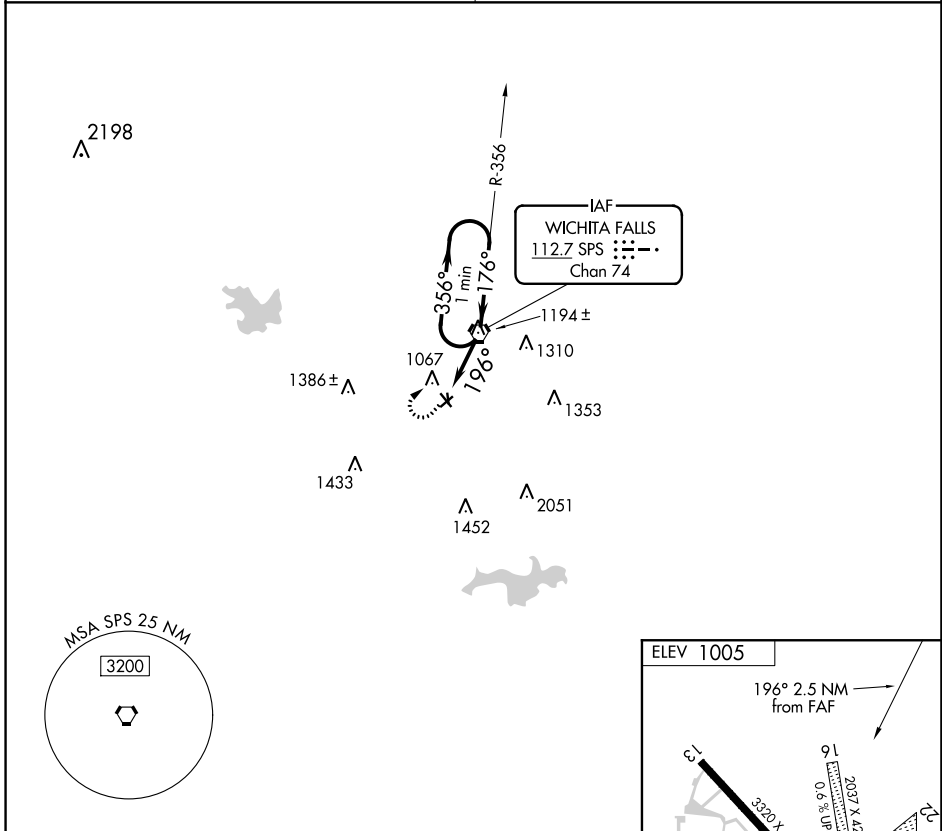 2198
R-356
IAF
WICHITA FALLS
112.7 SPS
Chan 74
356°
1 min
176°
1194 ±
1310
1067
196°
1386 ±
1353
1433
2051
1452
MSA SPS 25 NM
3200
ELEV 1005
196° 2.5 NM
from FAF
13
16
2037 X 42
0.6 % UP
3320 X
22